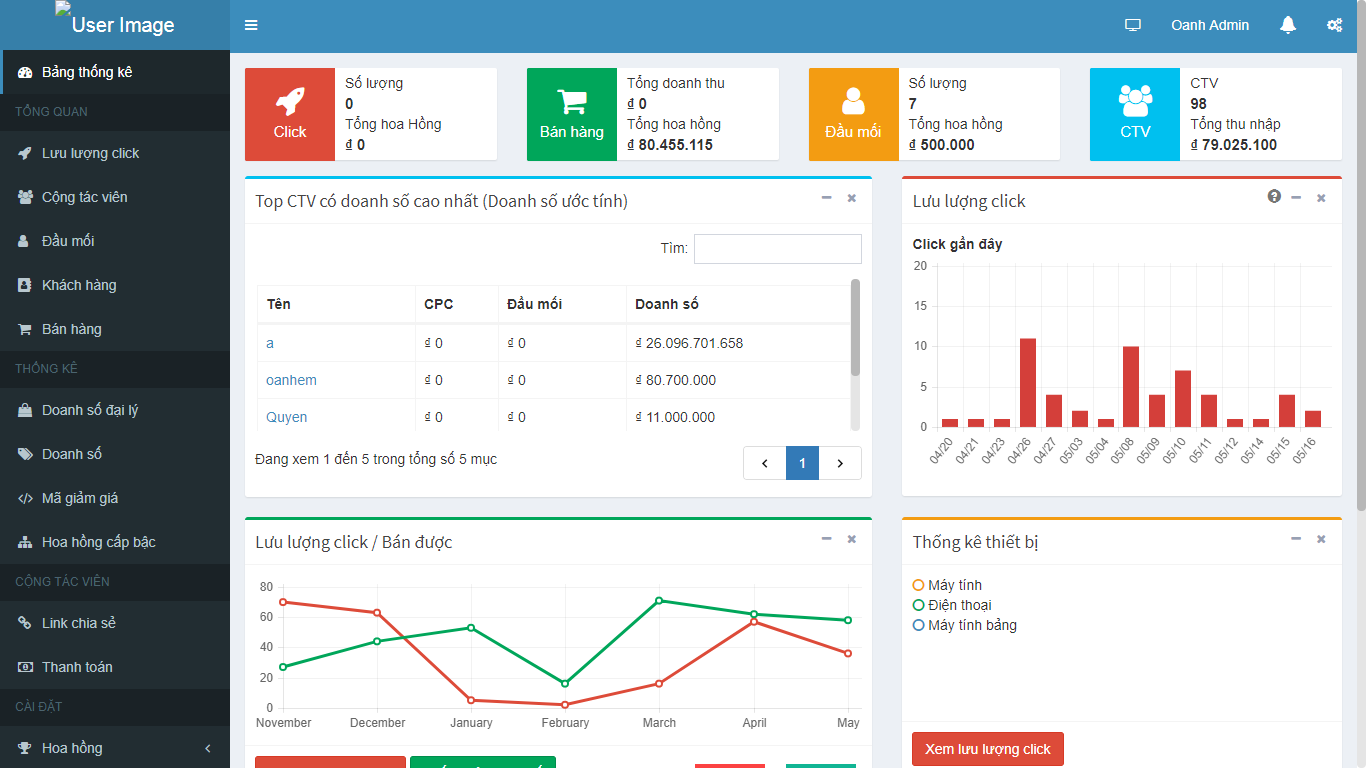 User Image
Oanh Admin
Bảng thống kê
TỔNG QUAN
Lưu lượng click
Cộng tác viên
Đầu mối
Khách hàng
Bán hàng
THỐNG KÊ
Doanh số đại lý
Doanh số
Mã giảm giá
Hoa hồng cấp bậc
CỘNG TÁC VIÊN
Link chia sẻ
Thanh toán
CÀI ĐẶT
Hoa hồng
Click
Số lượng
0
Tổng hoa Hồng
₫ 0
Bán hàng
Tổng doanh thu
₫ 0
Tổng hoa hồng
₫ 80.455.115
Đầu mối
Số lượng
7
Tổng hoa hồng
₫ 500.000
CTV
CTV
98
Tổng thu nhập
₫ 79.025.100
Top CTV có doanh số cao nhất (Doanh số ước tính)
Tìm:
Tên CPC Đầu mối Doanh số
a ₫ 0 ₫ 0 ₫ 26.096.701.658
oanhem ₫ 0 ₫ 0 ₫ 80.700.000
Quyen ₫ 0 ₫ 0 ₫ 11.000.000
Đang xem 1 đến 5 trong tổng số 5 mục
1
Lưu lượng click
Click gần đây
20
15
10
5
0
04/20 04/21 04/23 04/26 04/27 05/03 05/04 05/08 05/09 05/10 05/11 05/12 05/14 05/15 05/16
Lưu lượng click / Bán được
80
60
40
20
0
November December January February March April May
Thống kê thiết bị
Máy tính
Điện thoại
Máy tính bảng
Xem lưu lượng click